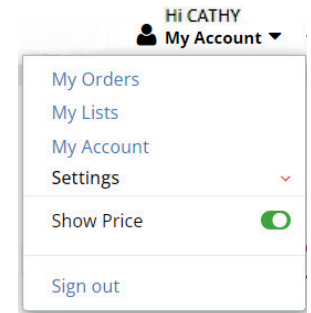 Hi CATHY
My Account
My Orders
My Lists
My Account
Settings
Show Price
Sign out